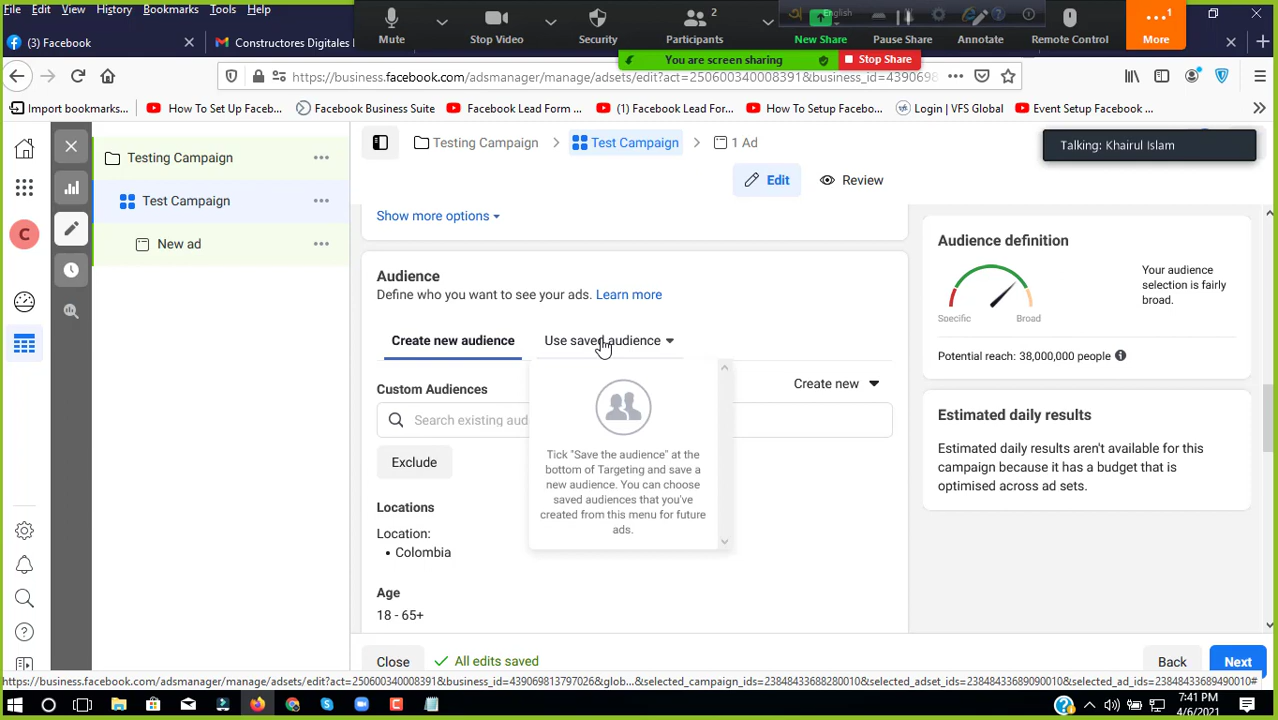 File Edit View History Bookmarks Tools Help
Mute
Stop Video
Security
2
Participants
English
New Share
Pause Share
Annotate
Remote Control
1
More
You are screen sharing
Stop Share
(3) Facebook
Constructores Digitales
https://business.facebook.com/adsmanager/manage/adsets/edit?act=250600340008391&business_id=439069
Import bookmarks...
How To Set Up Faceb...
Facebook Business Suite
Facebook Lead Form ...
(1) Facebook Lead For...
How To Setup Facebo...
Login | VFS Global
Event Setup Facebook ...
Testing Campaign
Test Campaign
New ad
C
Testing Campaign
Test Campaign
1 Ad
Talking: Khairul Islam
Edit
Review
Show more options
Audience
Define who you want to see your ads. Learn more
Create new audience
Use saved audience
Custom Audiences
Create new
Search existing aud
Tick "Save the audience" at the
bottom of Targeting and save a
new audience. You can choose
saved audiences that you've
created from this menu for future
ads.
Exclude
Locations
Location:
• Colombia
Age
18 - 65+
Audience definition
Your audience
selection is fairly
broad.
Specific
Broad
Potential reach: 38,000,000 people
Estimated daily results
Estimated daily results aren't available for this
campaign because it has a budget that is
optimised across ad sets.
Close
All edits saved
Back
Next
https://business.facebook.com/adsmanager/manage/adsets/edit?act=250600340008391&business_id=439069813797026&glob...&selected_campaign_ids=23848433688280010&selected_adset_ids=23848433689090010&selected_ad_ids=23848433689490010#
7:41 PM
4/6/2021